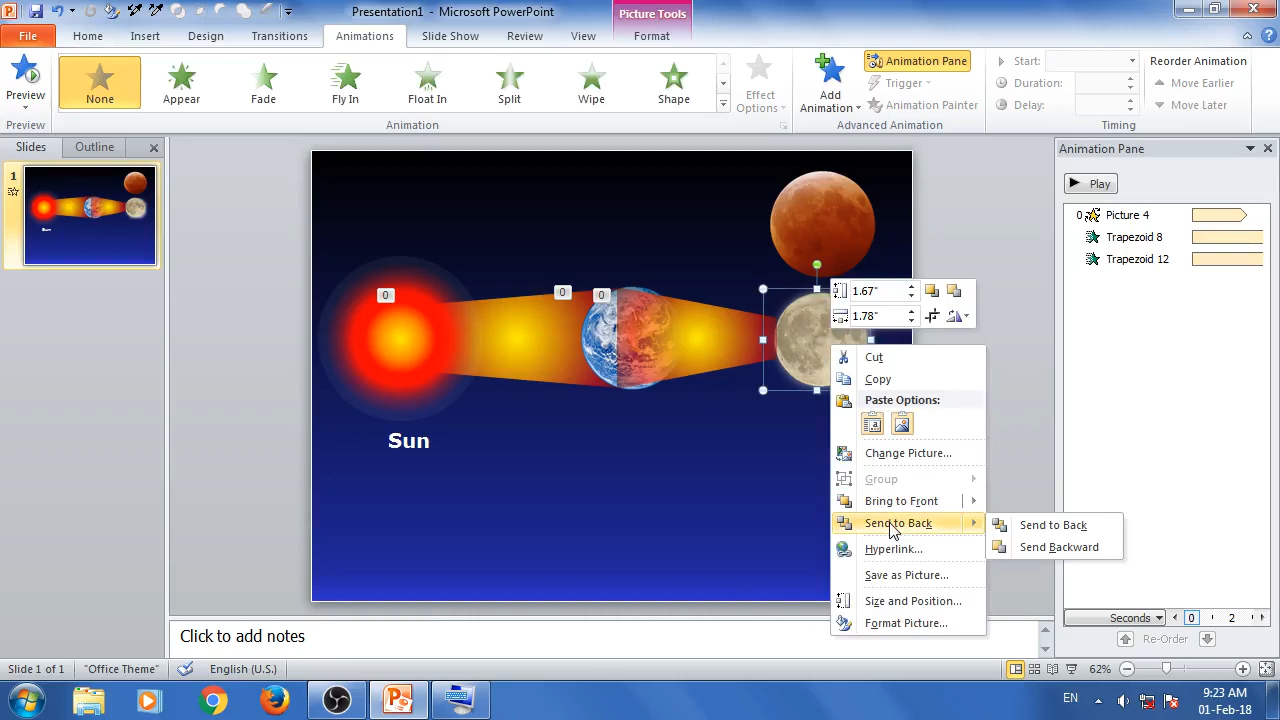 Presentation1 - Microsoft PowerPoint
Picture Tools
File
Home
Insert
Design
Transitions
Animations
Slide Show
Review
View
Format
Preview
None
Appear
Fade
Fly In
Float In
Split
Wipe
Shape
Effect
Options
Add
Animation
Animation Pane
Trigger
Animation Painter
Start:
Duration:
Delay:
Reorder Animation
Move Earlier
Move Later
Preview
Animation
Advanced Animation
Timing
Slides
Outline
1
Sun
0
0
0
Sun
1.67"
1.78"
Cut
Copy
Paste Options:
Change Picture...
Group
Bring to Front
Send to Back
Hyperlink...
Save as Picture...
Size and Position...
Format Picture...
Send to Back
Send Backward
Animation Pane
Play
0 Picture 4
Trapezoid 8
Trapezoid 12
Seconds
0
2
Re-Order
Click to add notes
Slide 1 of 1
"Office Theme"
English (U.S.)
62%
EN
9:23 AM
01-Feb-18